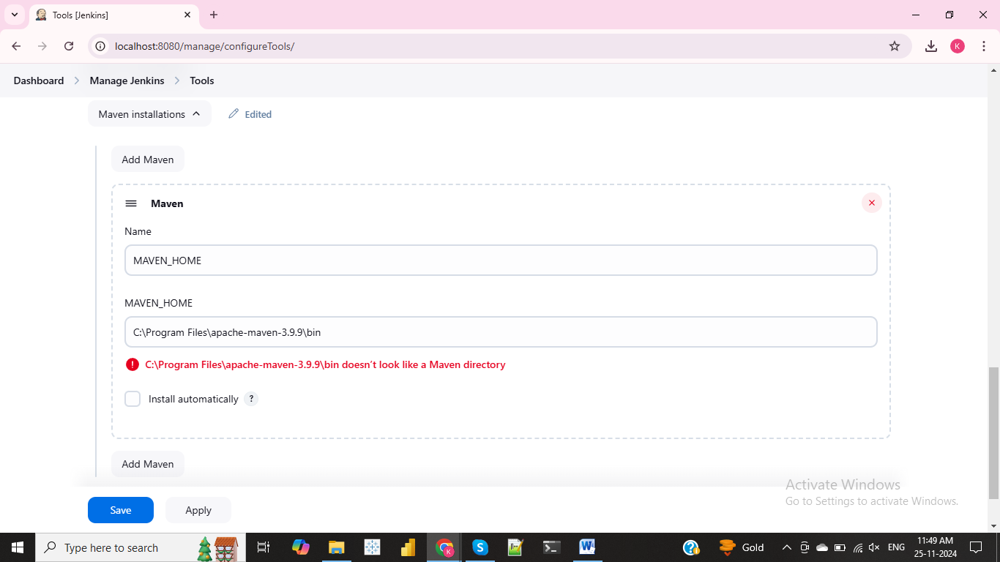 Tools [Jenkins]
localhost:8080/manage/configureTools/
K
Dashboard > Manage Jenkins > Tools
Maven installations
Edited
Add Maven
Maven
Name
MAVEN_HOME
MAVEN_HOME
C:\Program Files\apache-maven-3.9.9\bin
C:\Program Files\apache-maven-3.9.9\bin doesn’t look like a Maven directory
Install automatically ?
Add Maven
Activate Windows
Go to Settings to activate Windows.
Save
Apply
Type here to search
Gold
ENG
11:49 AM
25-11-2024